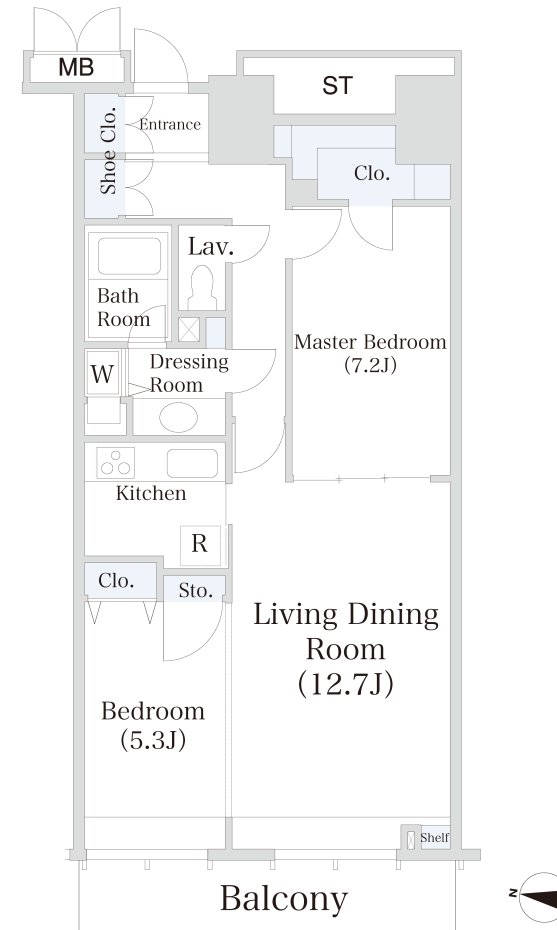 MB
ST
Shoe Clo.
Entrance
Clo.
Lav.
Bath
Room
Master Bedroom
(7.2J)
W
Dressing
Room
Kitchen
R
Clo.
Sto.
Living Dining
Room
(12.7J)
Bedroom
(5.3J)
Shelf
Balcony
N